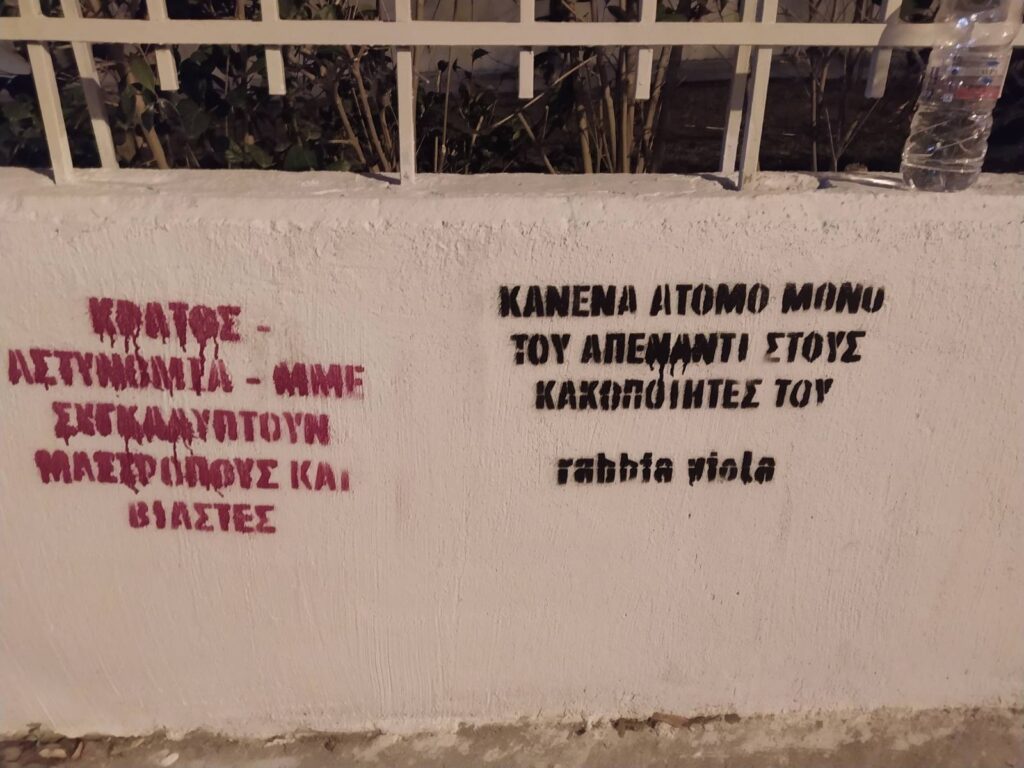 ΚΡΑΤΟΣ -
ΑΣΤΥΝΟΜΙΑ - ΜΜΕ
ΣΥΓΚΑΛΥΠΤΟΥΝ
ΜΑΣΤΡΟΠΟΥΣ ΚΑΙ
ΒΙΑΣΤΕΣ
ΚΑΝΕΝΑ ΑΤΟΜΟ ΜΟΝΟ
ΤΟΥ ΑΠΕΝΑΝΤΙ ΣΤΟΥΣ
ΚΑΚΟΠΟΙΗΤΕΣ ΤΟΥ
rabbia viola